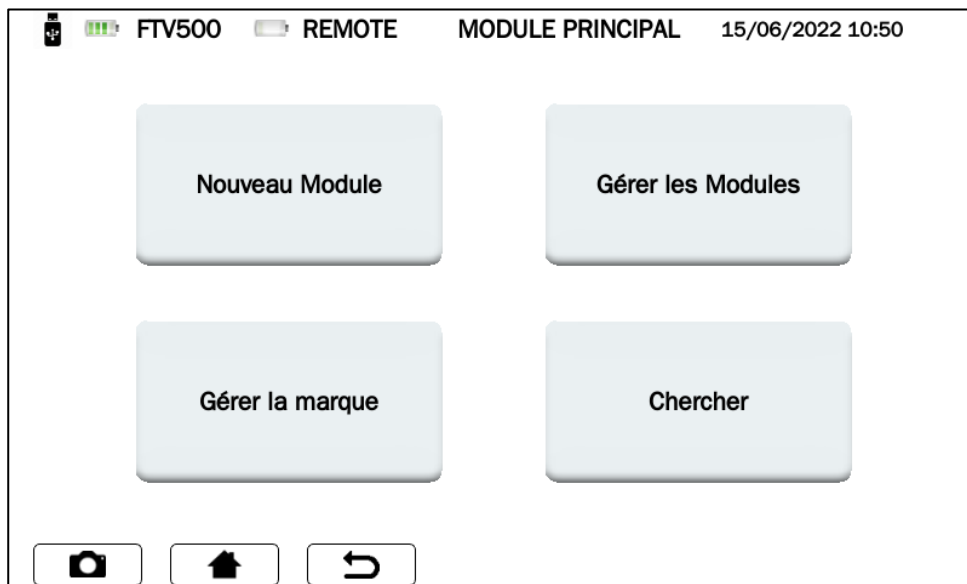 FTV500 REMOTE MODULE PRINCIPAL 15/06/2022 10:50
Nouveau Module Gérer les Modules
Gérer la marque Chercher